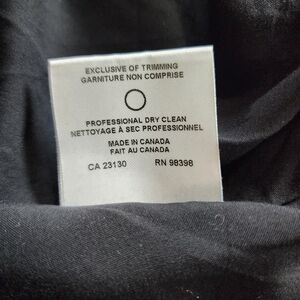 EXCLUSIVE OF TRIMMING
GARNITURE NON COMPRISE
PROFESSIONAL DRY CLEAN
NETTOYAGE À SEC PROFESSIONNEL
MADE IN CANADA
FAIT AU CANADA
CA 23130 RN 98398